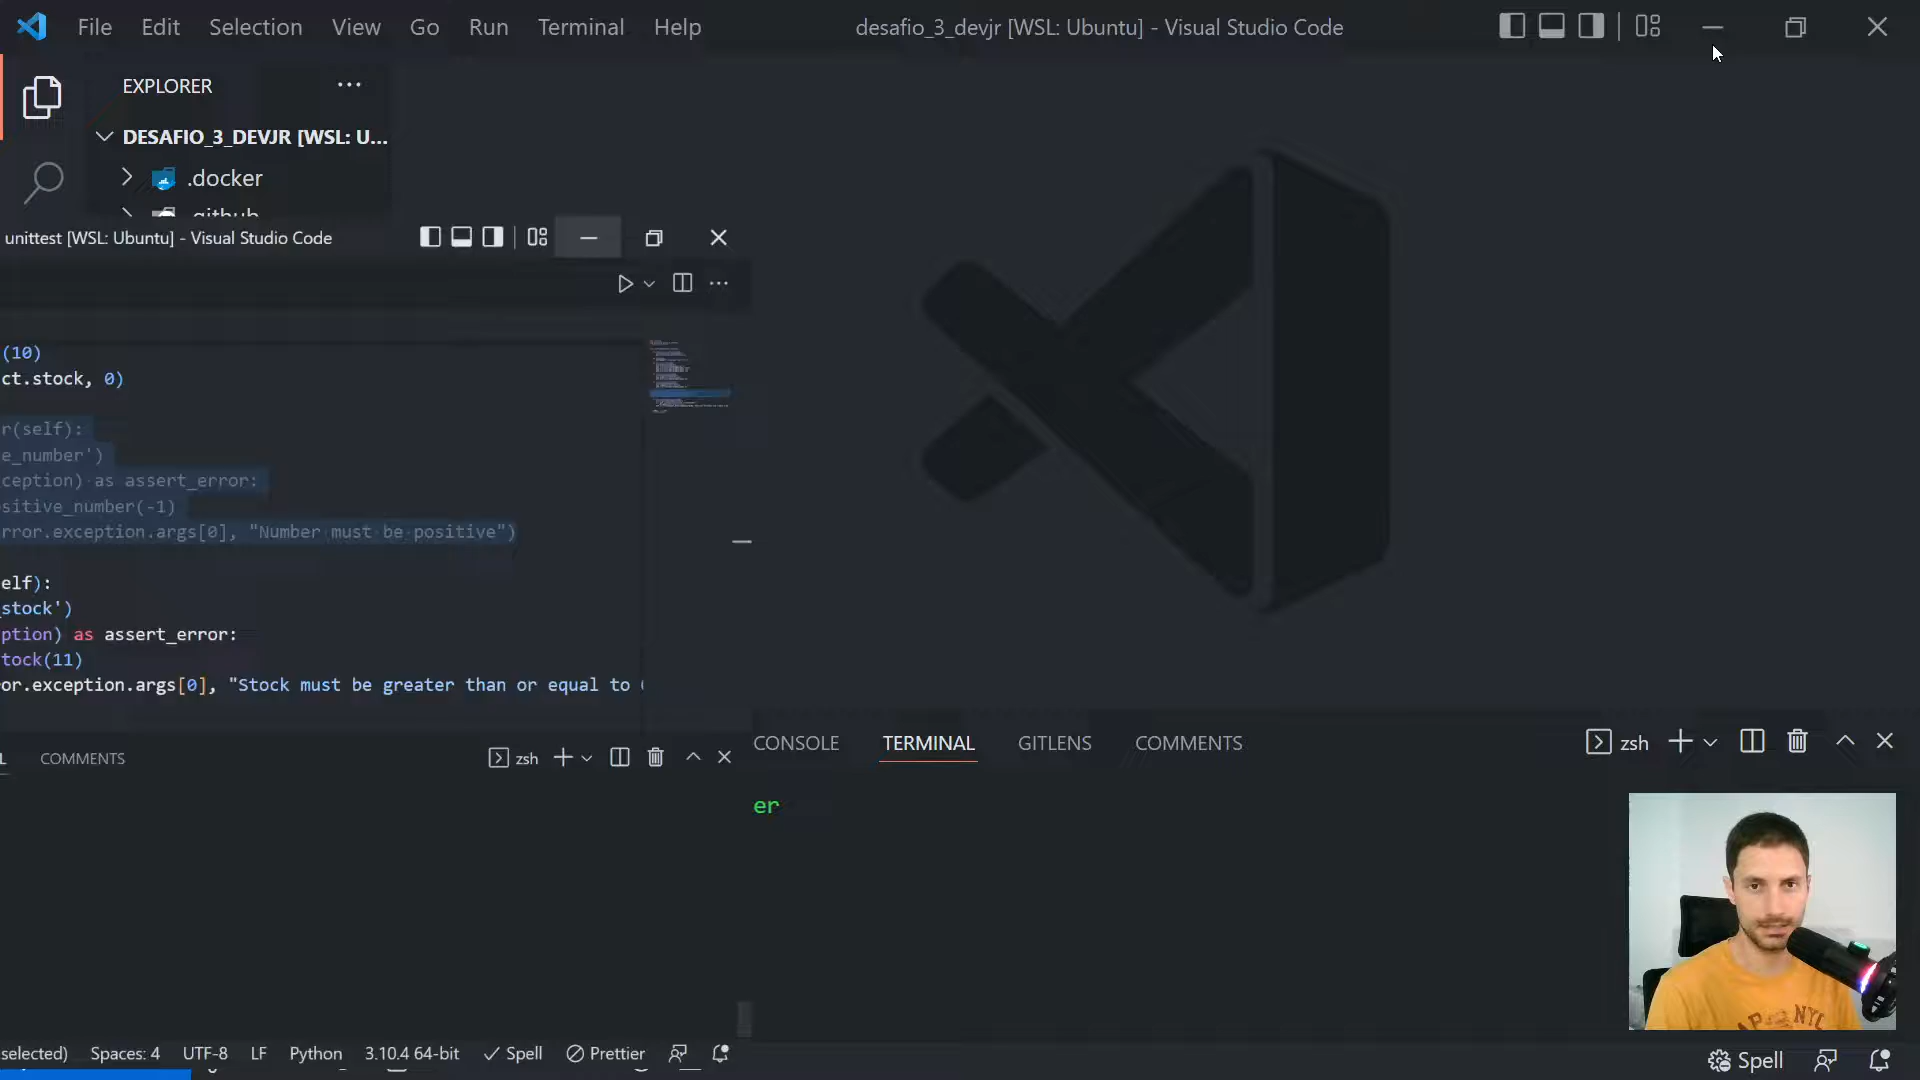 File Edit Selection View Go Run Terminal Help desafio_3_devjr [WSL: Ubuntu] - Visual Studio Code
EXPLORER
DESAFIO_3_DEVJR [WSL: U...
.docker
.github
unittest [WSL: Ubuntu] - Visual Studio Code
(10)
ct.stock, 0)
r(self):
e_number')
ception) as assert_error:
sitive_number(-1)
rror.exception.args[0], "Number must be positive")
elf):
_stock')
ption) as assert_error:
tock(11)
or.exception.args[0], "Stock must be greater than or equal to
CONSOLE TERMINAL GITLENS COMMENTS zsh
L COMMENTS zsh
er
selected) Spaces: 4 UTF-8 LF Python 3.10.4 64-bit Spell Prettier
Spell